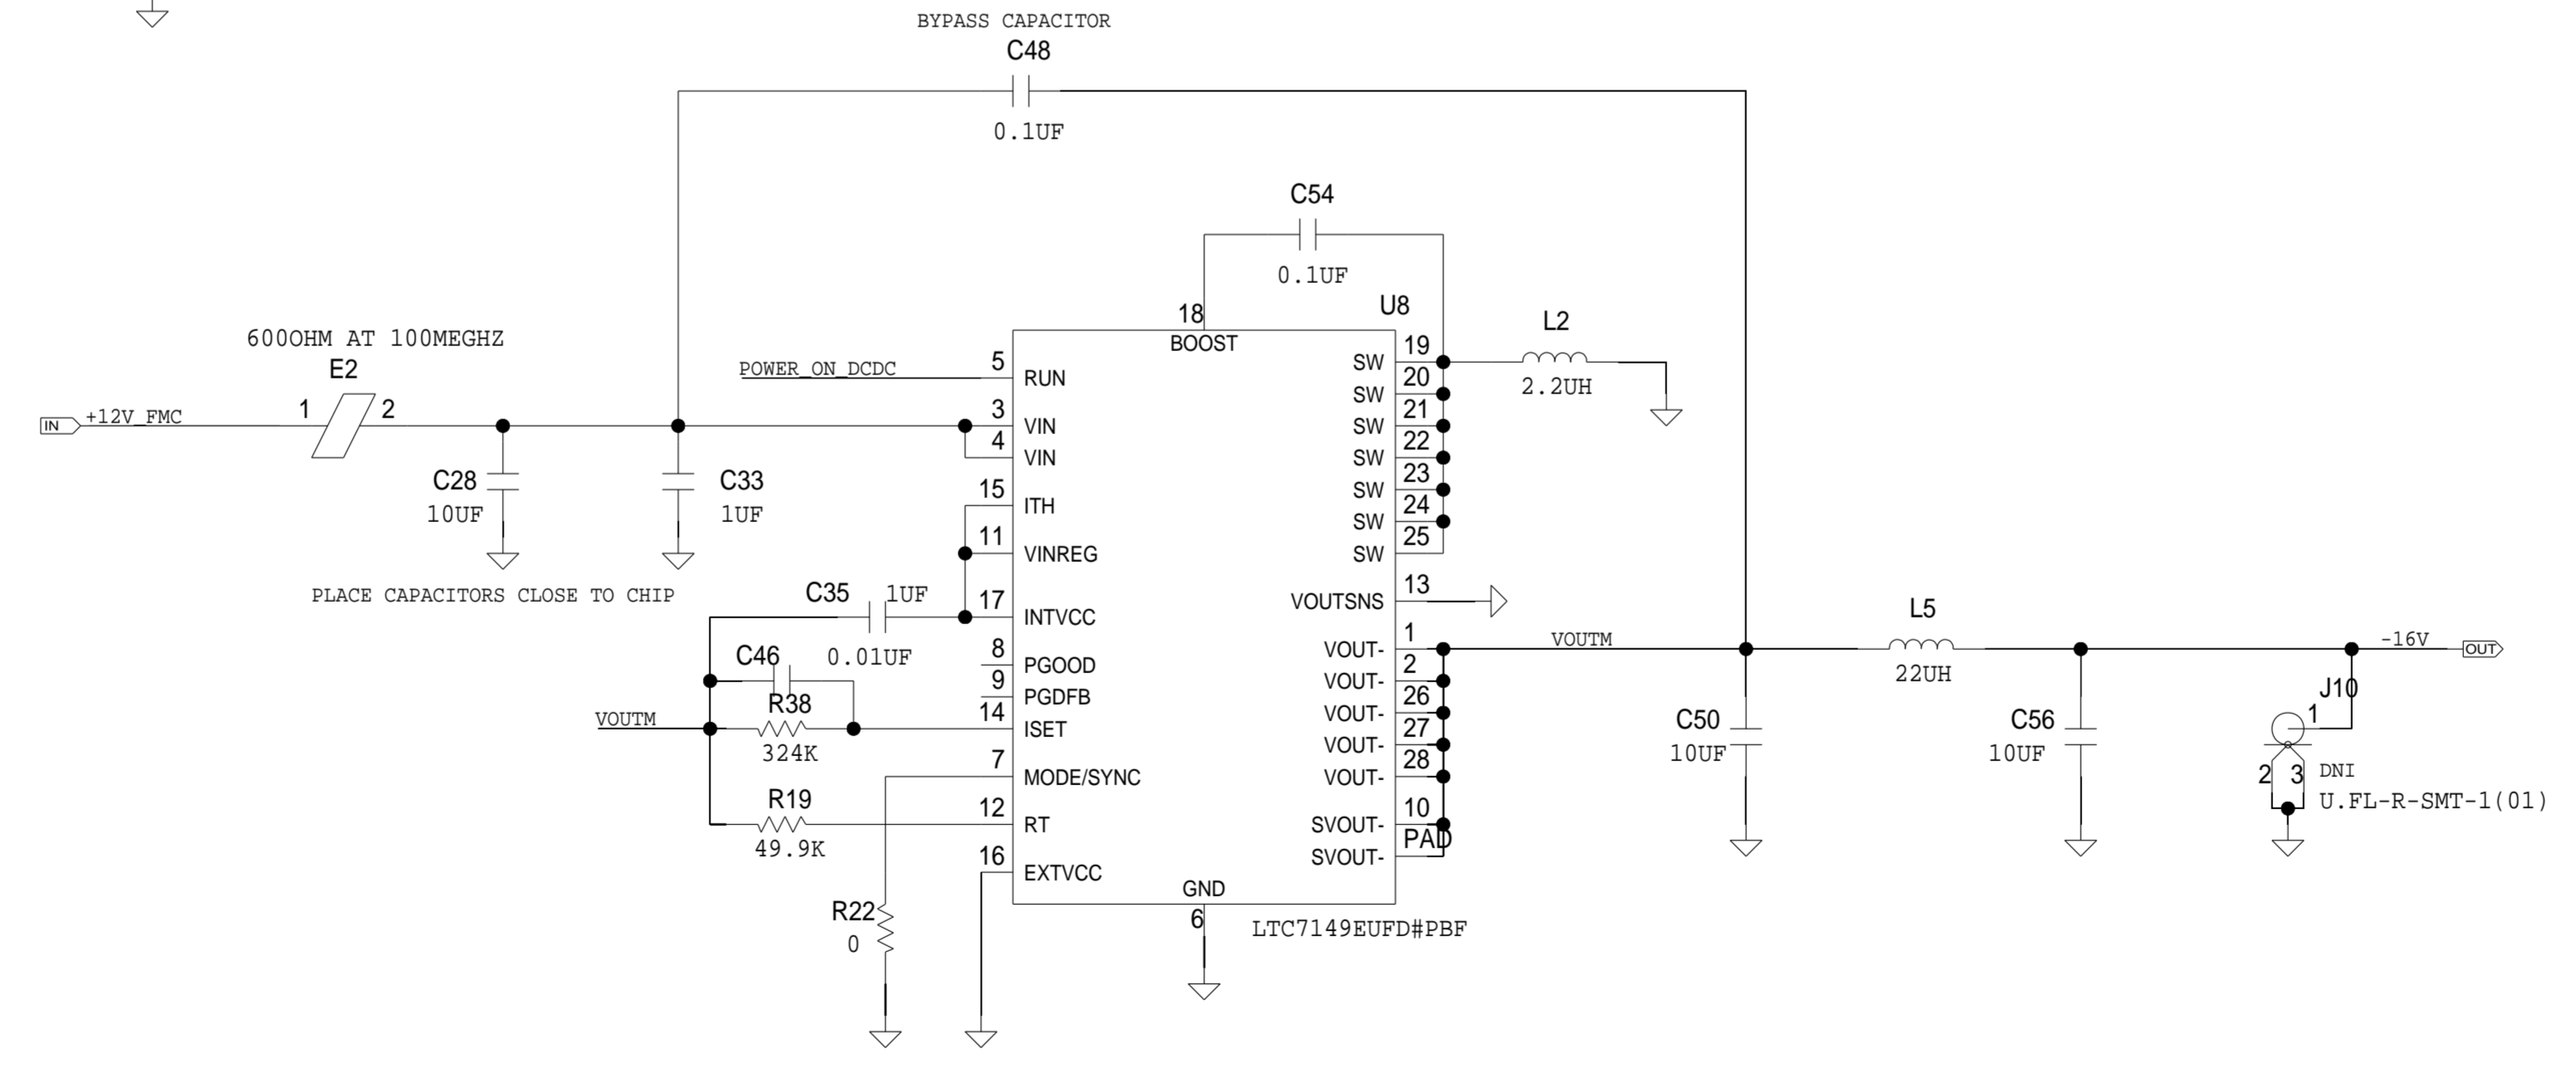 BYPASS CAPACITOR
C48
0.1UF
C54
0.1UF
U8
18
BOOST
L2
2.2UH
600OHM AT 100MEGHZ
E2
1
2
IN
+12V_FMC
POWER_ON_DCDC
5
RUN
3
VIN
4
VIN
15
ITH
11
VINREG
17
INTVCC
8
PGOOD
9
PGDFB
14
ISET
7
MODE/SYNC
12
RT
16
EXTVCC
C28
10UF
C33
1UF
PLACE CAPACITORS CLOSE TO CHIP
C35
1UF
C46
0.01UF
R38
324K
VOUTM
R19
49.9K
R22
0
GND
6
LTC7149EUFD#PBF
SW
19
SW
20
SW
21
SW
22
SW
23
SW
24
SW
25
VOUTSNS
13
VOUT-
1
VOUT-
2
VOUT-
26
VOUT-
27
VOUT-
28
SVOUT-
10
SVOUT-
PAD
VOUTM
C50
10UF
L5
22UH
C56
10UF
-16V
OUT
J10
1
2
3
DNI
U.FL-R-SMT-1(01)